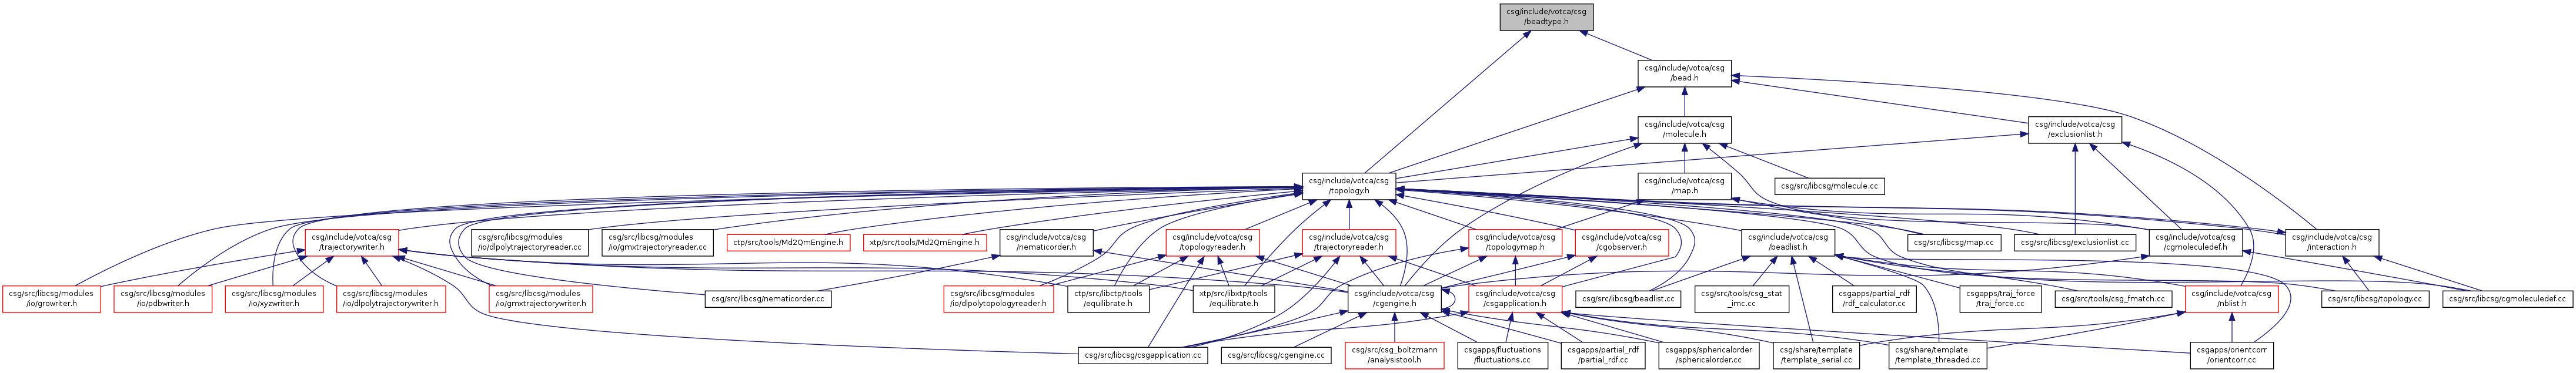 csg/include/votca/csg
/beadtype.h
csg/include/votca/csg
/bead.h
csg/include/votca/csg
/molecule.h
csg/include/votca/csg
/exclusionlist.h
csg/include/votca/csg
/topology.h
csg/include/votca/csg
/map.h
csg/src/libcsg/molecule.cc
csg/include/votca/csg
/trajectorywriter.h
csg/src/libcsg/modules
/io/dlpolytrajectoryreader.cc
csg/src/libcsg/modules
/io/gmxtrajectoryreader.cc
ctp/src/tools/Md2QmEngine.h
xtp/src/tools/Md2QmEngine.h
csg/include/votca/csg
/nematicorder.h
csg/include/votca/csg
/topologyreader.h
csg/include/votca/csg
/trajectoryreader.h
csg/include/votca/csg
/topologymap.h
csg/include/votca/csg
/cgobserver.h
csg/include/votca/csg
/beadlist.h
csg/src/libcsg/map.cc
csg/src/libcsg/exclusionlist.cc
csg/include/votca/csg
/cgmoleculedef.h
csg/include/votca/csg
/interaction.h
csg/src/libcsg/modules
/io/growriter.h
csg/src/libcsg/modules
/io/pdbwriter.h
csg/src/libcsg/modules
/io/xyzwriter.h
csg/src/libcsg/modules
/io/dlpolytrajectorywriter.h
csg/src/libcsg/modules
/io/gmxtrajectorywriter.h
csg/src/libcsg/nematicorder.cc
csg/src/libcsg/modules
/io/dlpolytopologyreader.h
ctp/src/libctp/tools
/equilibrate.h
xtp/src/libxtp/tools
/equilibrate.h
csg/include/votca/csg
/cgengine.h
csg/include/votca/csg
/csgapplication.h
csg/src/libcsg/beadlist.cc
csg/src/tools/csg_stat
_imc.cc
csgapps/partial_rdf
/rdf_calculator.cc
csgapps/traj_force
/traj_force.cc
csg/src/tools/csg_fmatch.cc
csg/include/votca/csg
/nblist.h
csg/src/libcsg/topology.cc
csg/src/libcsg/cgmoleculedef.cc
csg/src/libcsg/csgapplication.cc
csg/src/libcsg/cgengine.cc
csg/src/csg_boltzmann
/analysistool.h
csgapps/fluctuations
/fluctuations.cc
csgapps/partial_rdf
/partial_rdf.cc
csgapps/sphericalorder
/sphericalorder.cc
csg/share/template
/template_serial.cc
csg/share/template
/template_threaded.cc
csgapps/orientcorr
/orientcorr.cc